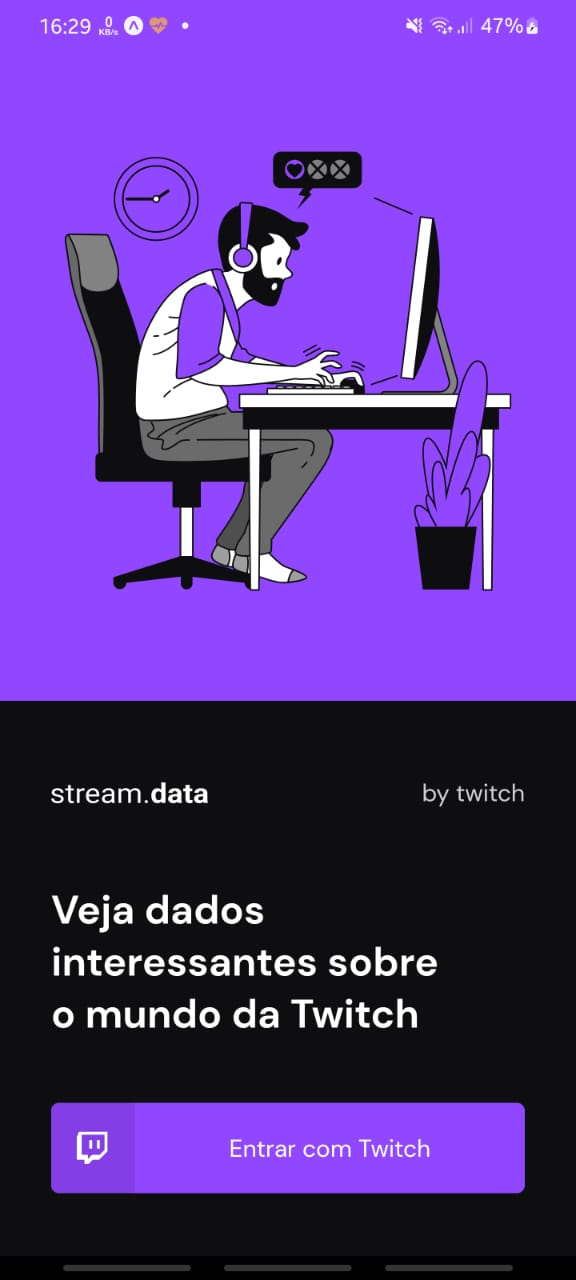 16:29 0 KB/s 47%
stream.data by twitch
Veja dados
interessantes sobre
o mundo da Twitch
Entrar com Twitch